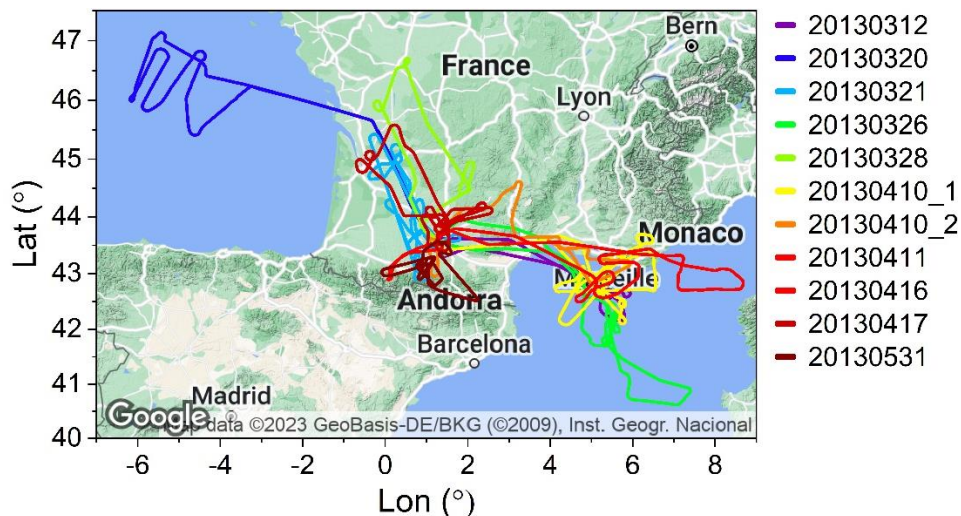 47
46
45
44
43
42
41
40
Lat (°)
Bern
France
Lyon
Monaco
Andorra
Barcelona
Madrid
Google
data ©2023 GeoBasis-DE/BKG (©2009), Inst. Geogr. Nacional
-6 -4 -2 0 2 4 6 8
Lon (°)
20130312
20130320
20130321
20130326
20130328
20130410_1
20130410_2
20130411
20130416
20130417
20130531